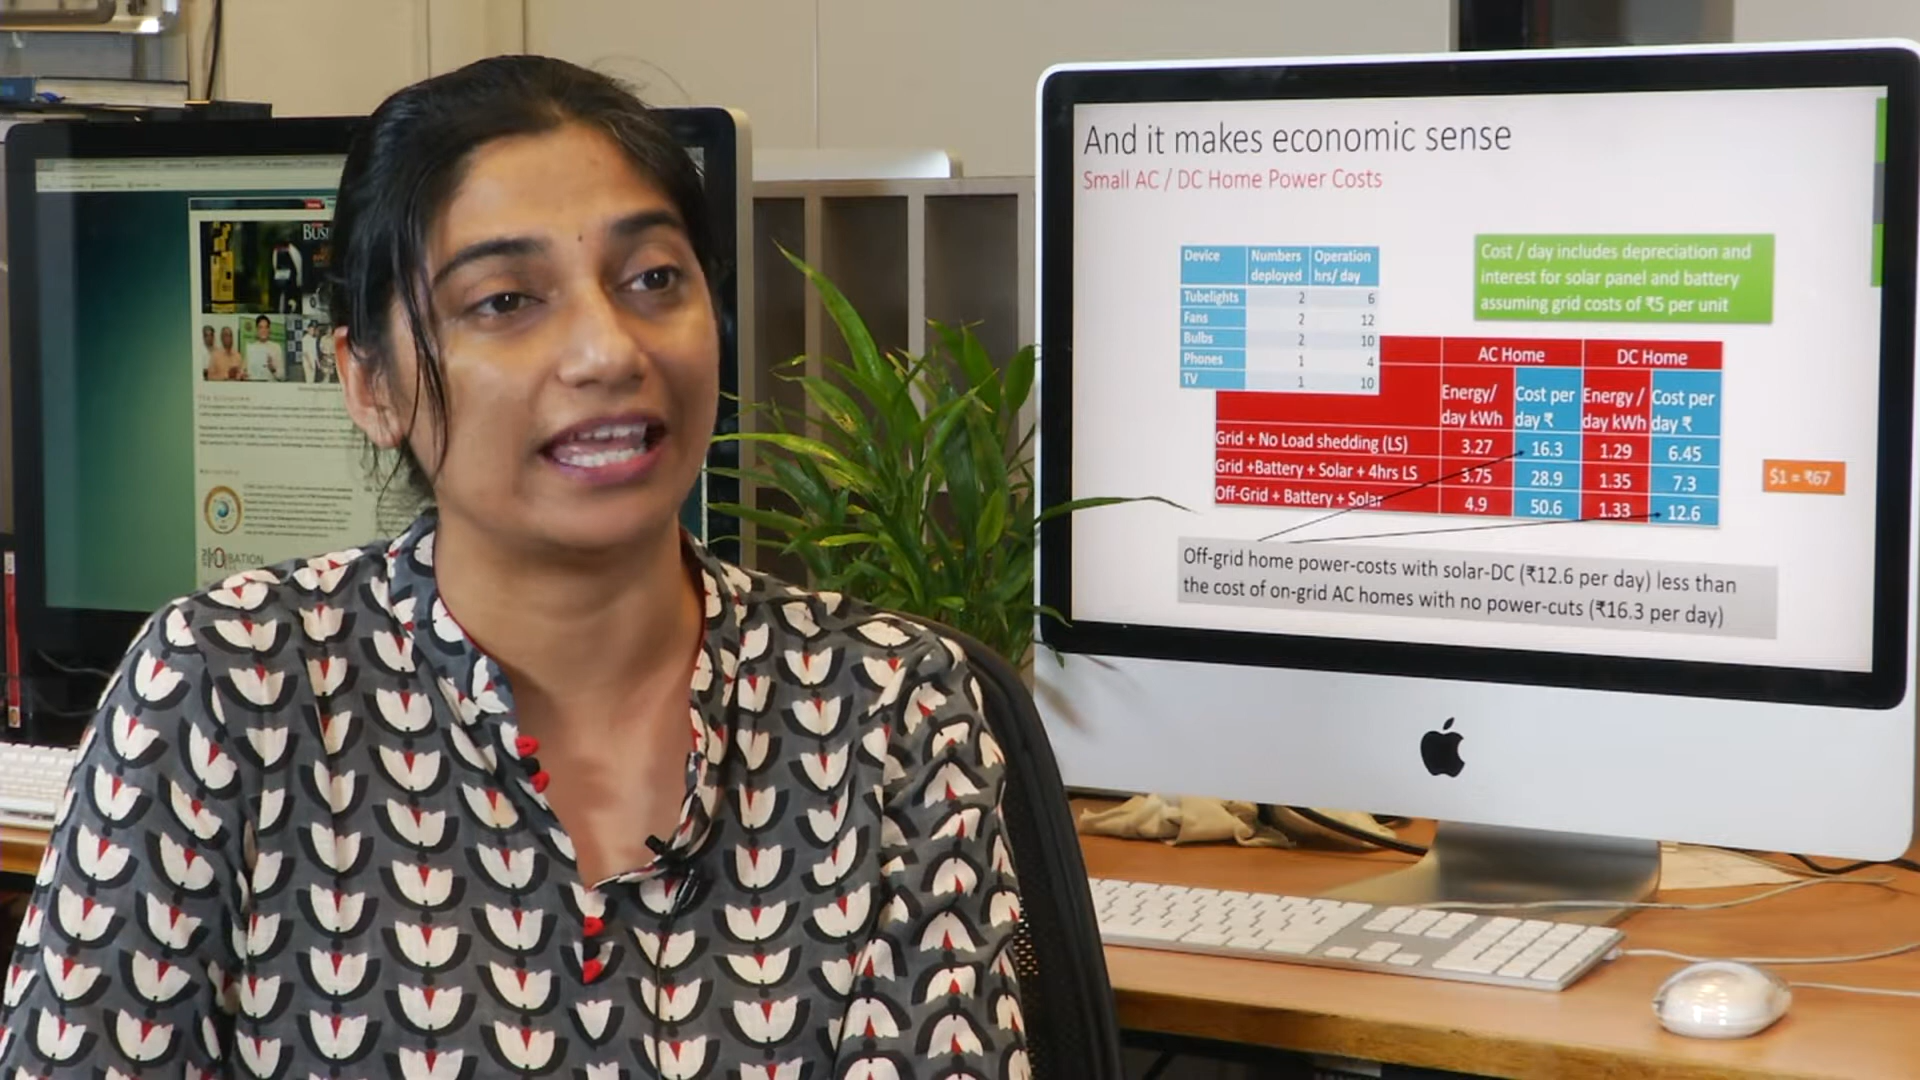 And it makes economic sense
Small AC / DC Home Power Costs
Device Numbers deployed Operation hrs/ day
Tubelights 2 6
Fans 2 12
Bulbs 2 10
Phones 1 4
TV 1 10
Cost / day includes depreciation and
interest for solar panel and battery
assuming grid costs of ₹5 per unit
AC Home DC Home
Energy/ day kWh Cost per day ₹ Energy / day kWh Cost per day ₹
Grid + No Load shedding (LS) 3.27 16.3 1.29 6.45
Grid +Battery + Solar + 4hrs LS 3.75 28.9 1.35 7.3
Off-Grid + Battery + Solar 4.9 50.6 1.33 12.6
$1 = ₹67
Off-grid home power-costs with solar-DC (₹12.6 per day) less than
the cost of on-grid AC homes with no power-cuts (₹16.3 per day)